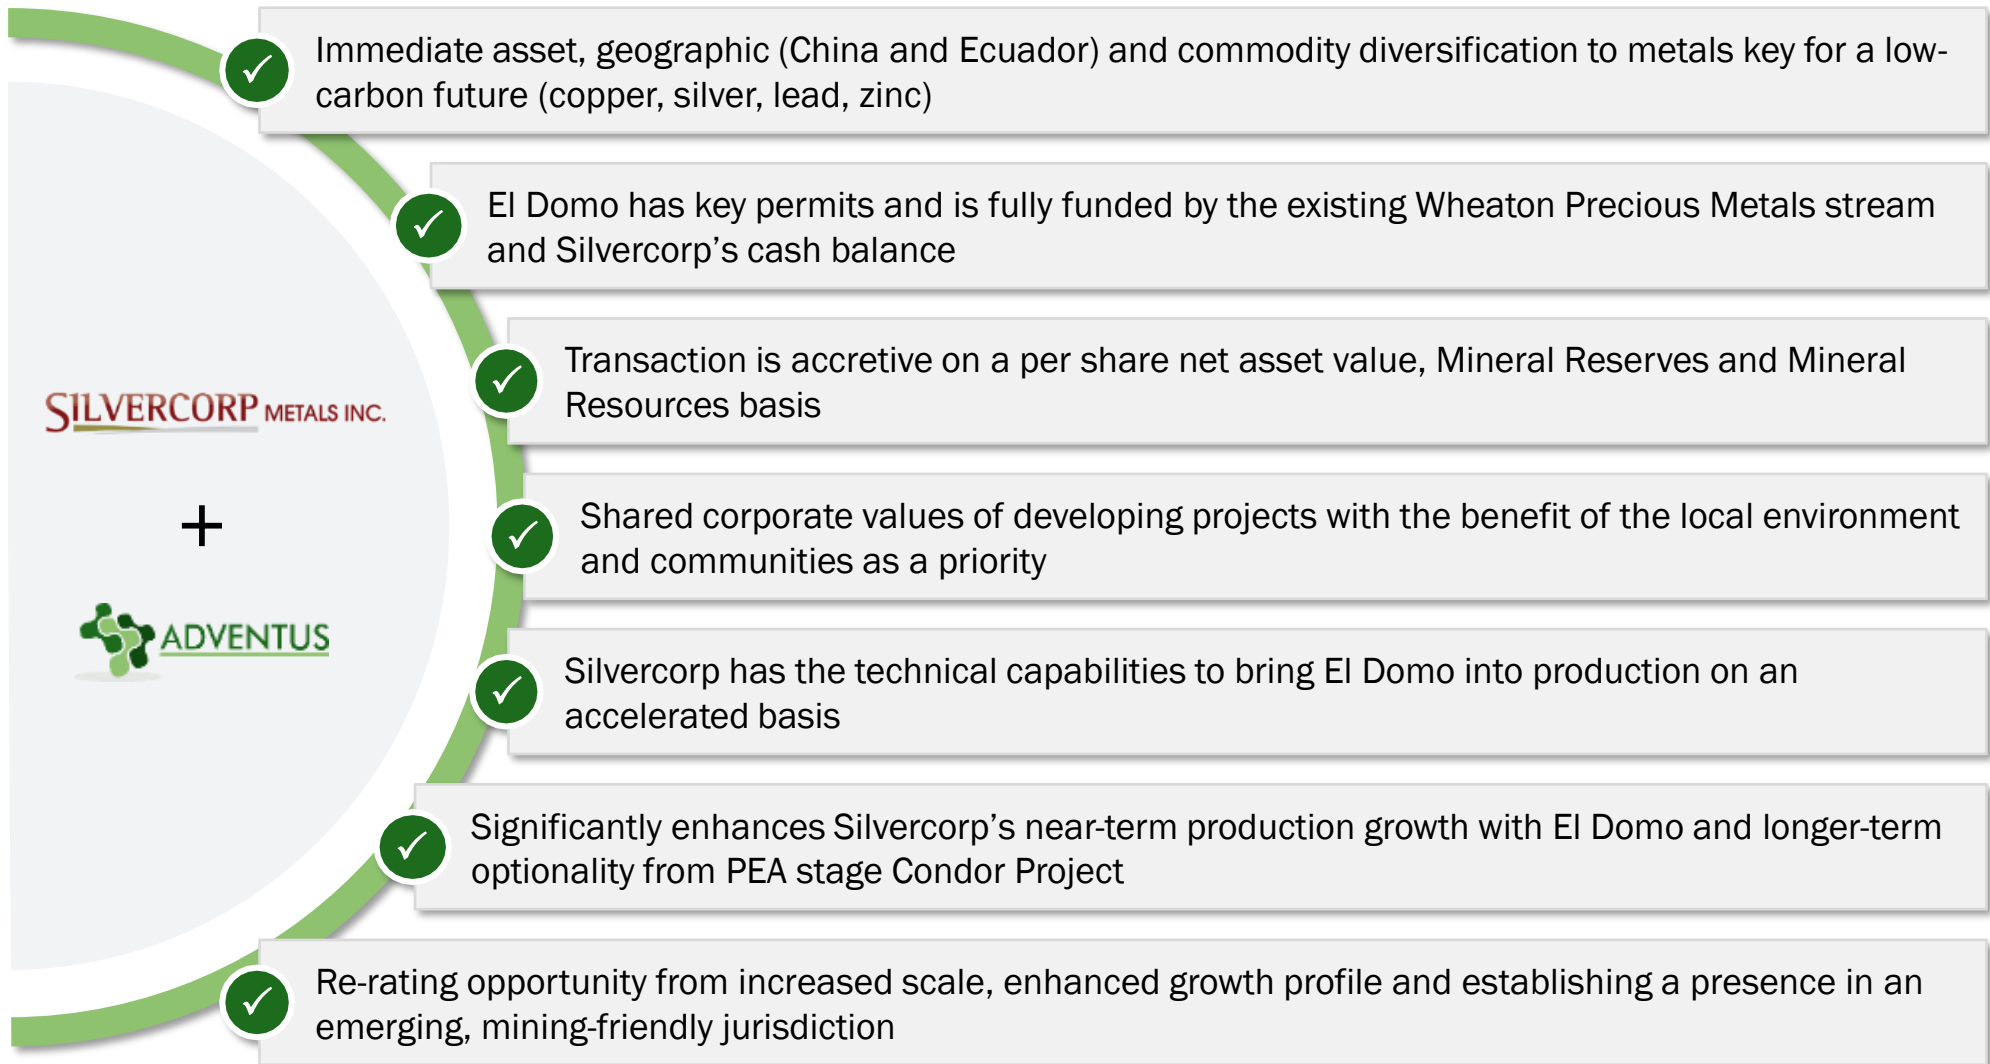 Immediate asset, geographic (China and Ecuador) and commodity diversification to metals key for a low-
carbon future (copper, silver, lead, zinc)
El Domo has key permits and is fully funded by the existing Wheaton Precious Metals stream
and Silvercorp’s cash balance
Transaction is accretive on a per share net asset value, Mineral Reserves and Mineral
Resources basis
SILVERCORP METALS INC.
+
ADVENTUS
Shared corporate values of developing projects with the benefit of the local environment
and communities as a priority
Silvercorp has the technical capabilities to bring El Domo into production on an
accelerated basis
Significantly enhances Silvercorp’s near-term production growth with El Domo and longer-term
optionality from PEA stage Condor Project
Re-rating opportunity from increased scale, enhanced growth profile and establishing a presence in an
emerging, mining-friendly jurisdiction